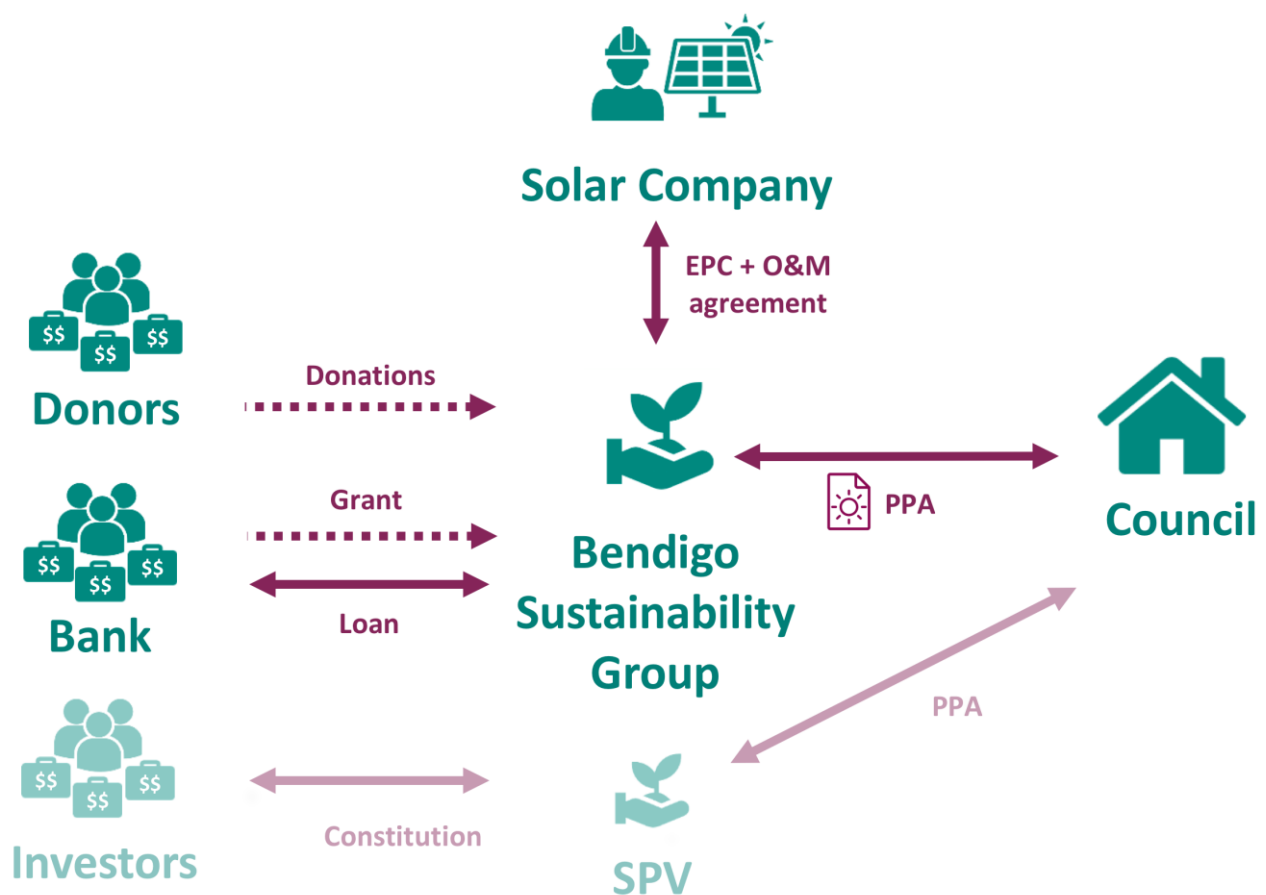 Solar Company
EPC + O&M
agreement
$$ $$ $$
Donors
Donations
$$ $$ $$
Bank
Grant
Loan
Bendigo
Sustainability
Group
PPA
Council
$$ $$ $$
Investors
Constitution
SPV
PPA